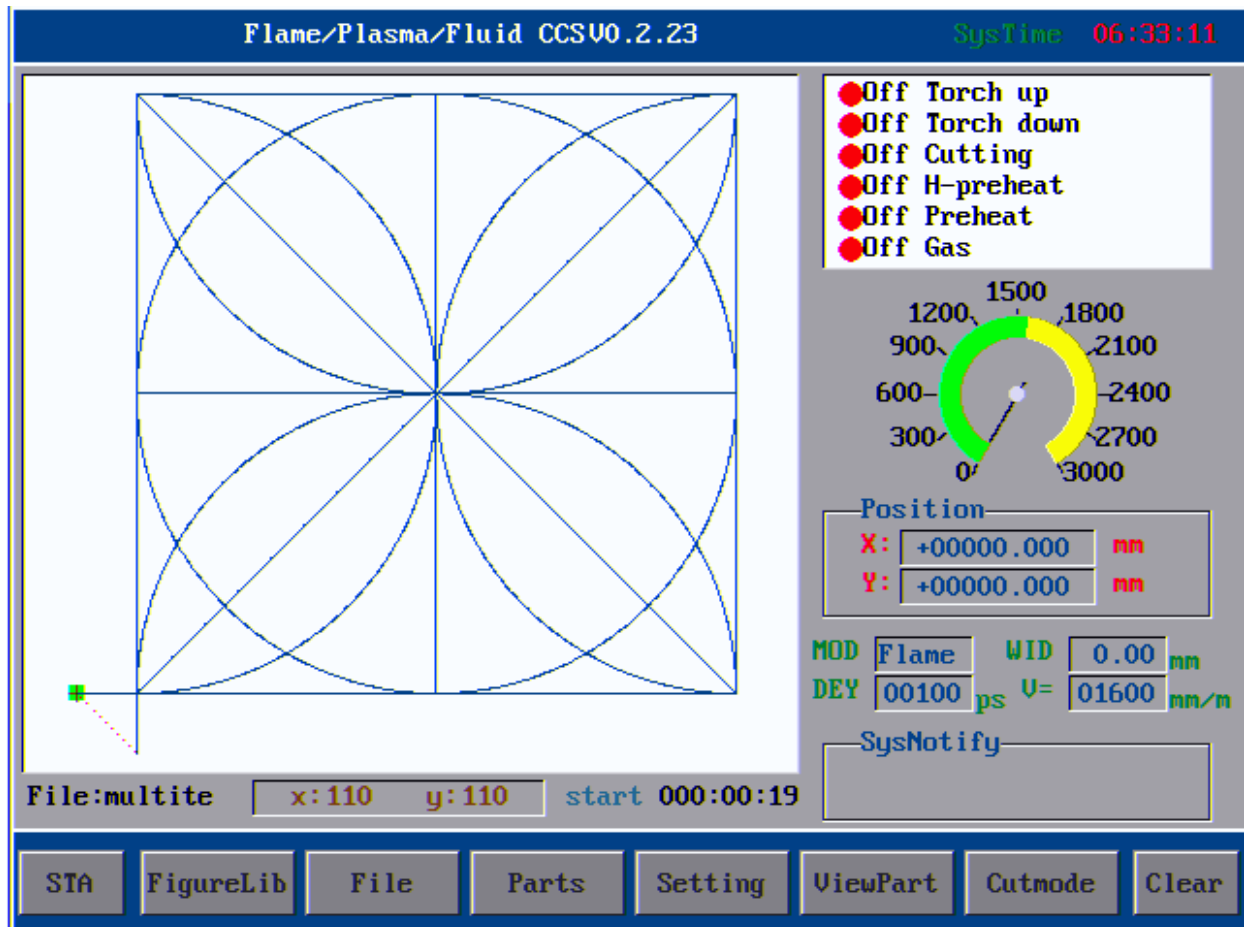 Flame/Plasma/Fluid CCSV0.2.23 SysTime 06:33:11
Off Torch up
Off Torch down
Off Cutting
Off H-preheat
Off Preheat
Off Gas
1500
1200 1800
900 2100
600 2400
300 2700
0 3000
Position
X: +00000.000 mm
Y: +00000.000 mm
MOD Flame WID 0.00 mm
DEY 00100 ps V= 01600 mm/m
SysNotify
File:multite x:110 y:110 start 000:00:19
STA FigureLib File Parts Setting ViewPart Cutmode Clear